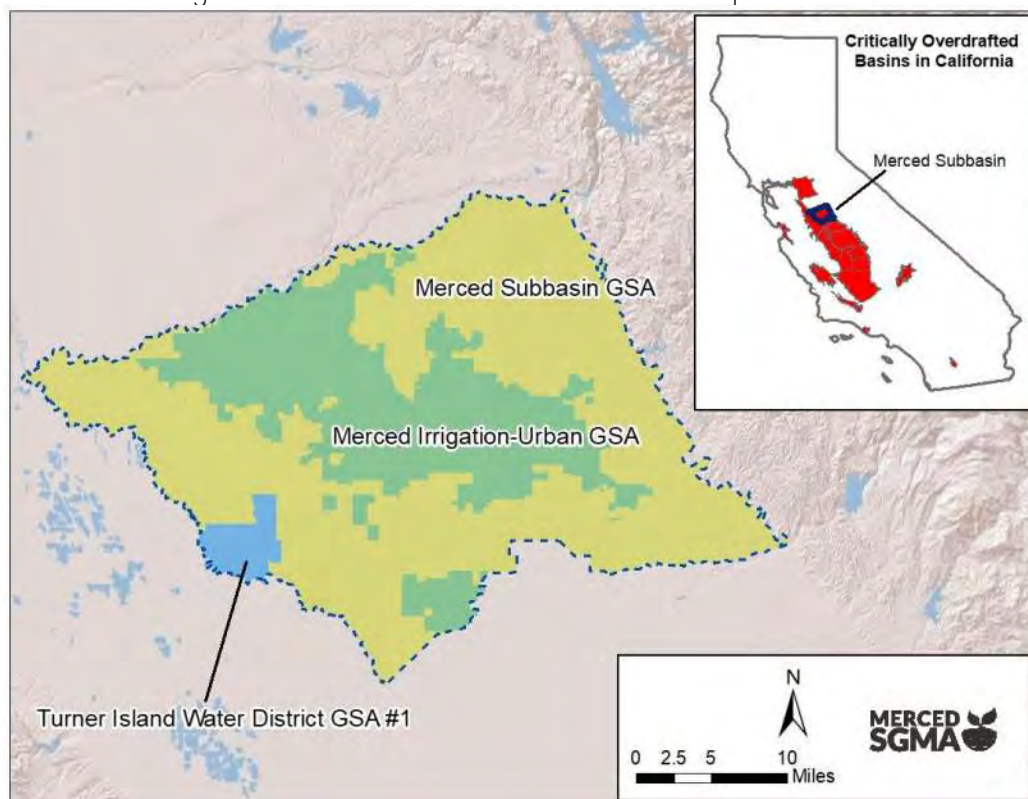 Critically Overdrafted
Basins in California
Merced Subbasin
Merced Subbasin GSA
Merced Irrigation-Urban GSA
Turner Island Water District GSA #1
N
0 2.5 5 10
Miles
MERCED
SGMA